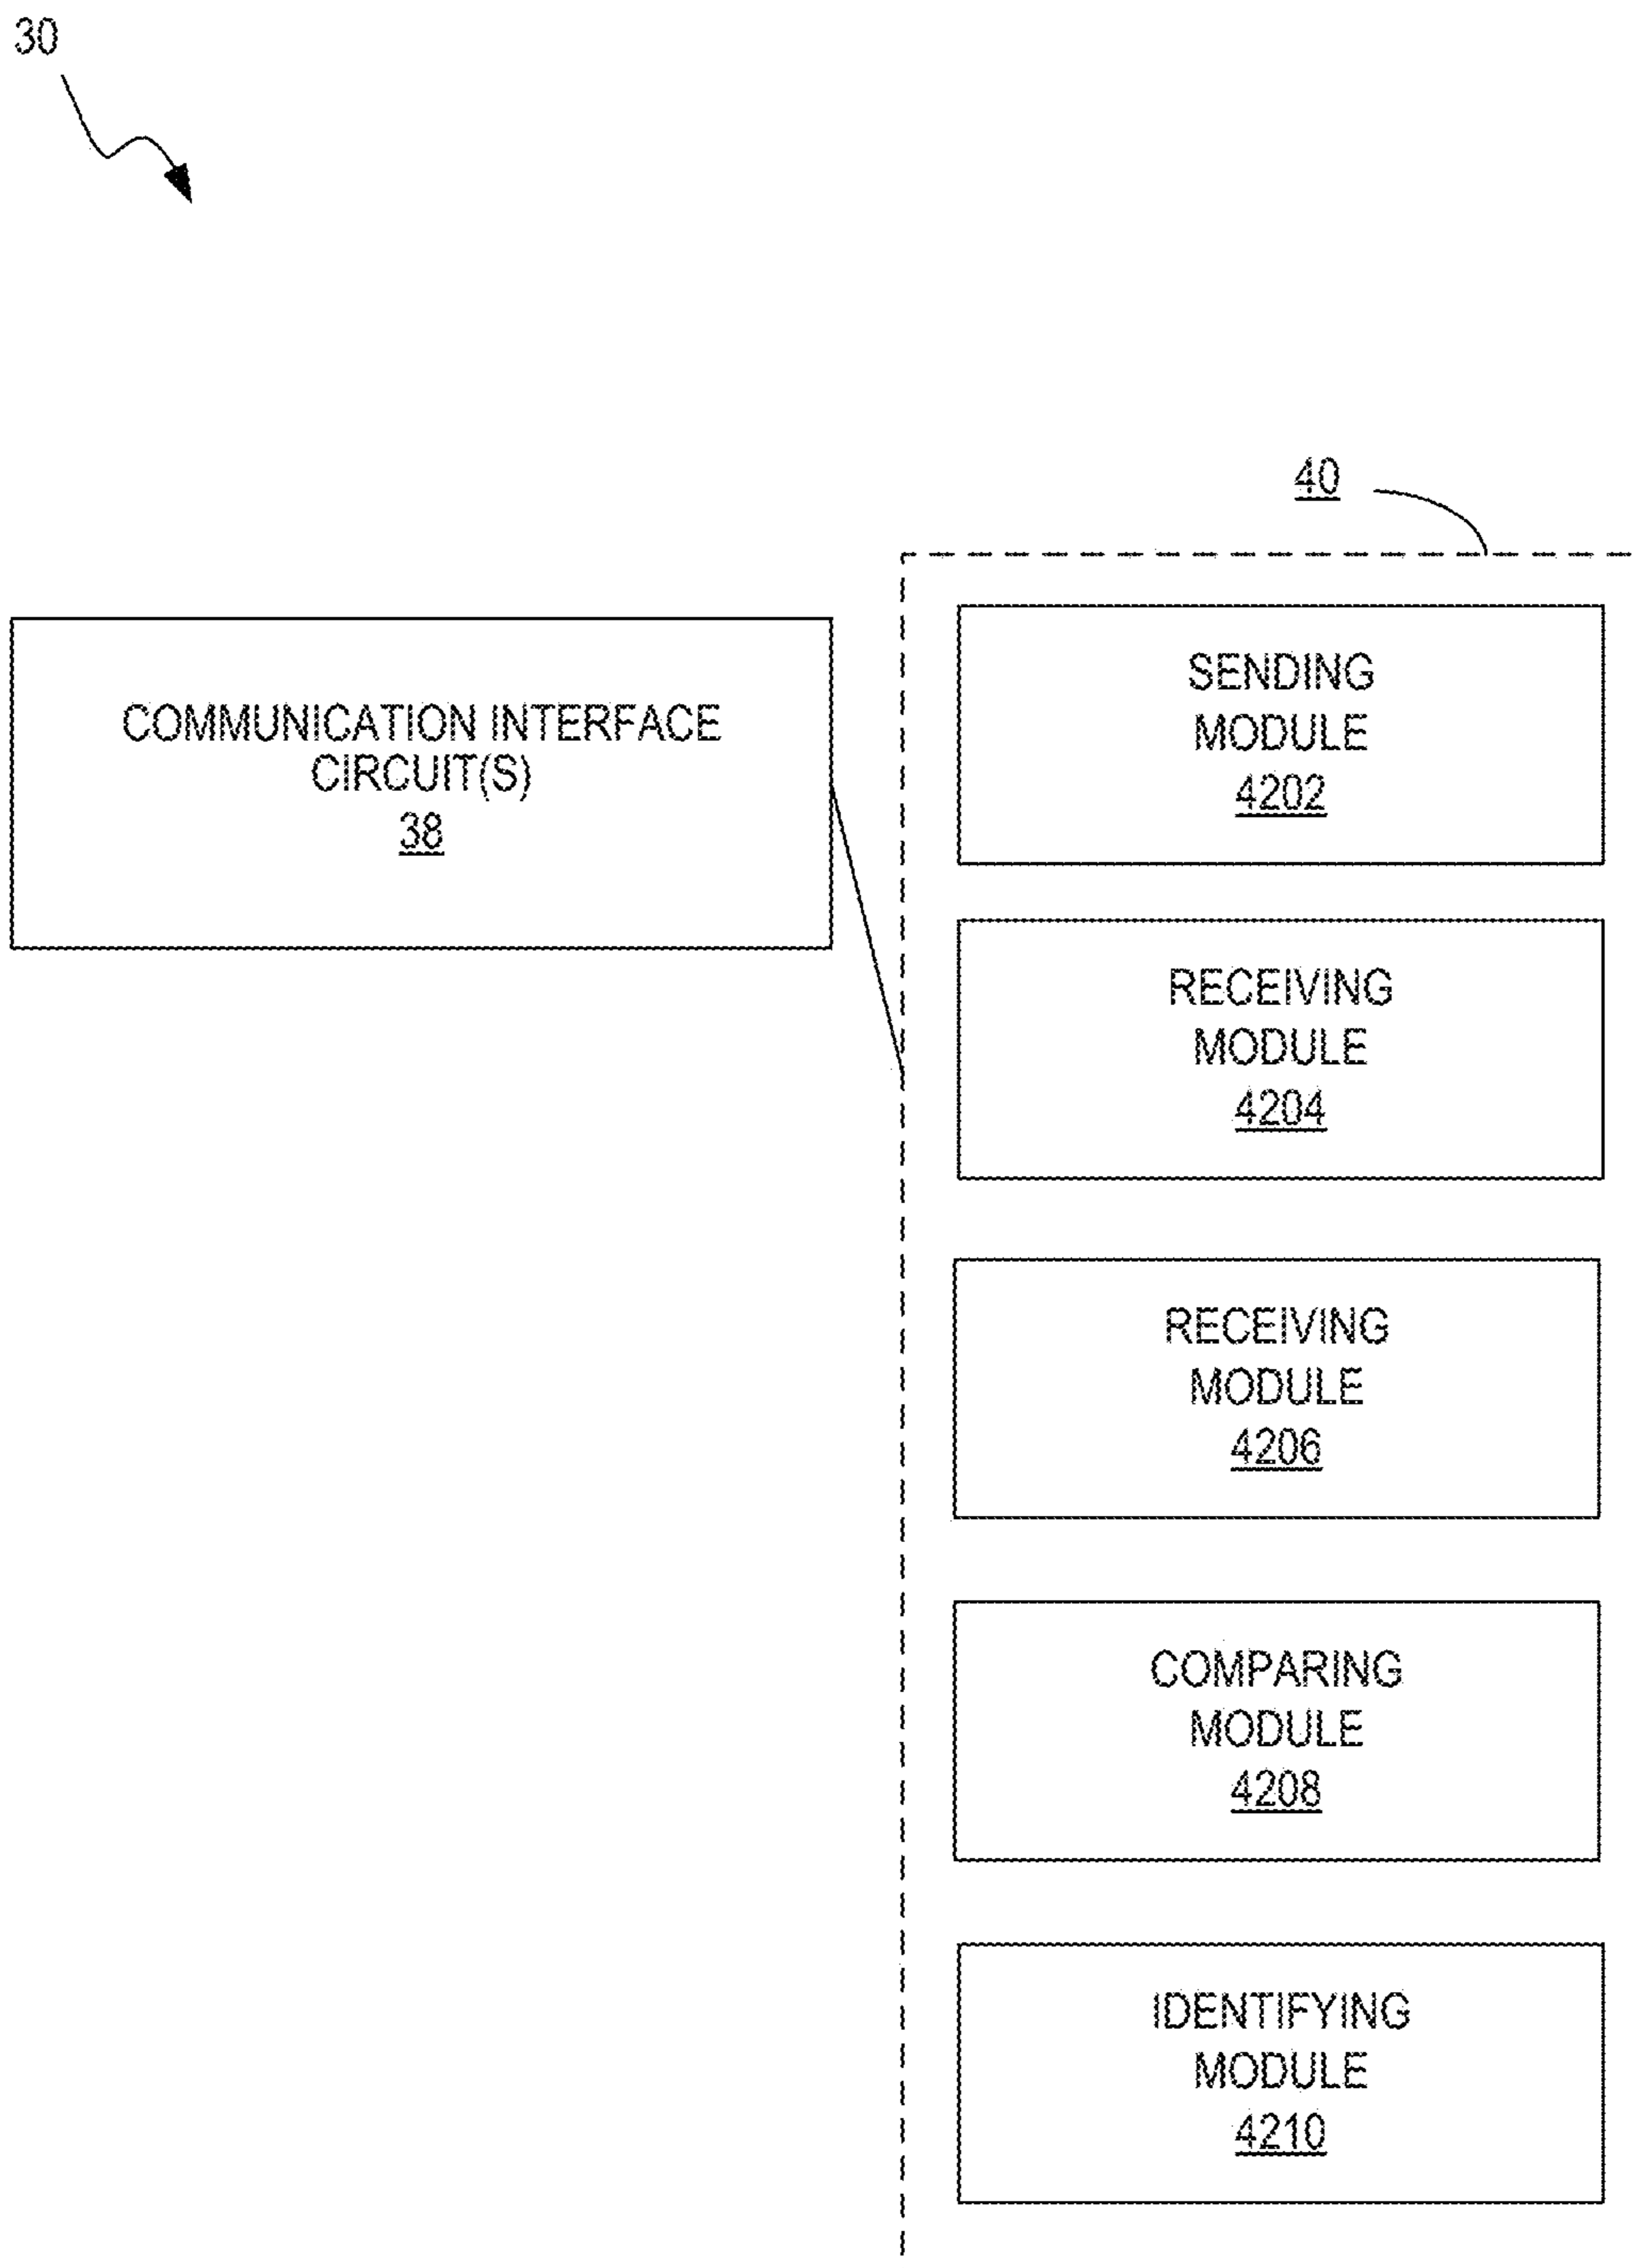 30
40
COMMUNICATION INTERFACE
CIRCUIT(S)
38
SENDING
MODULE
4202
RECEIVING
MODULE
4204
RECEIVING
MODULE
4206
COMPARING
MODULE
4208
IDENTIFYING
MODULE
4210